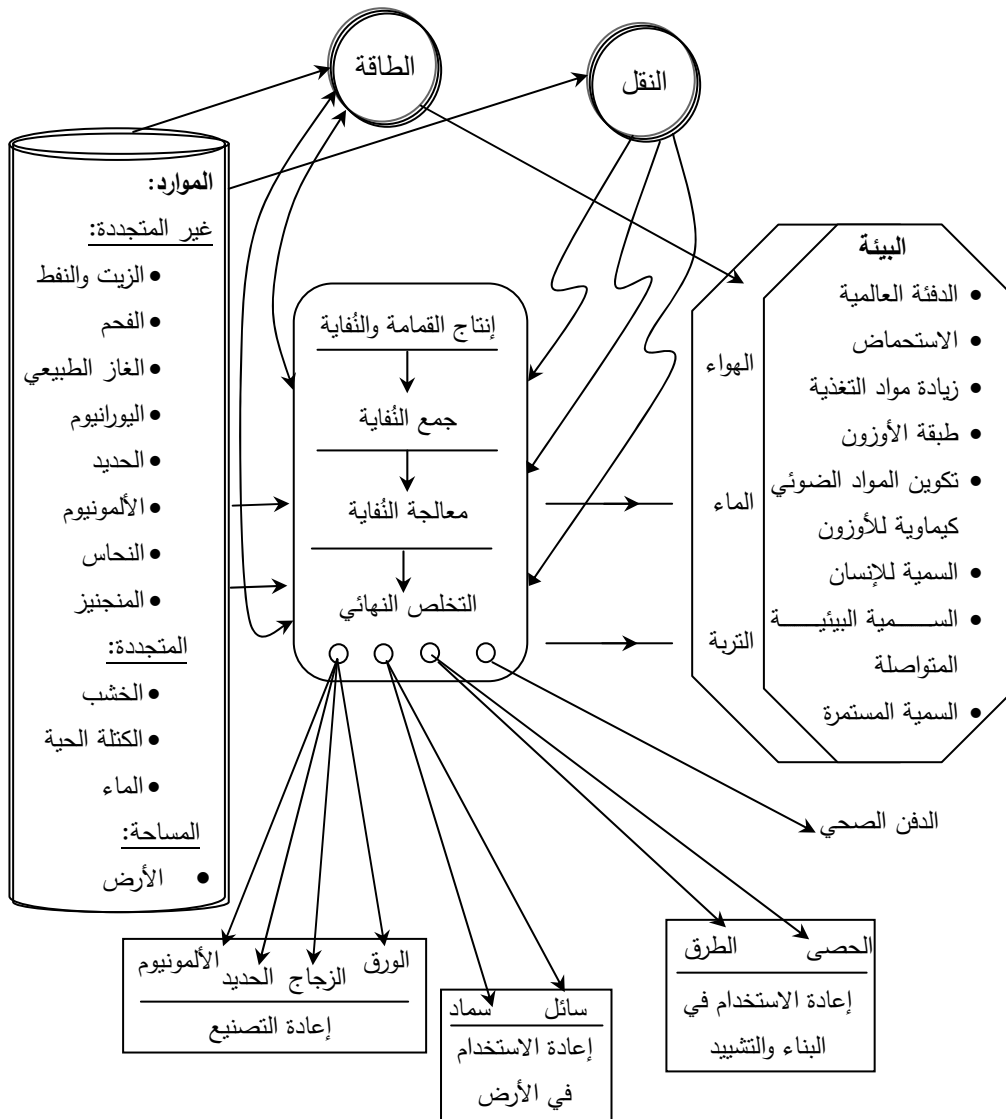 الطاقة
النقل
الموارد:
غير المتجددة:
• الزيت والنفط
• الفحم
• الغاز الطبيعي
• اليورانيوم
• الحديد
• الألمونيوم
• النحاس
• المنجنيز
المتجددة:
• الخشب
• الكتلة الحية
• الماء
المساحة:
• الأرض
إنتاج القمامة والنُفاية
جمع النُفاية
معالجة النُفاية
التخلص النهائي
الهواء
الماء
التربة
البيئة
• الدفئة العالمية
• الاستحماض
• زيادة مواد التغذية
• طبقة الأوزون
• تكوين المواد الضوئي
كيماوية للأوزون
• السمية للإنسان
• الســـــمية البيئيـــــــة
المتواصلة
• السمية المستمرة
الدفن الصحي
الحصى
الطرق
إعادة الاستخدام في
البناء والتشييد
سائل
سماد
إعادة الاستخدام
في الأرض
الورق
الزجاج
الحديد
الألمونيوم
إعادة التصنيع